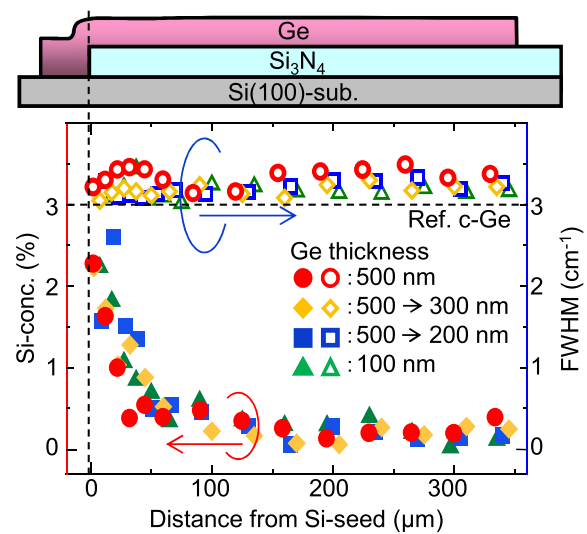 Ge
Si₃N₄
Si(100)-sub.
Ref. c-Ge
Ge thickness
: 500 nm
: 500 → 300 nm
: 500 → 200 nm
: 100 nm
Si-conc. (%)
3
2
1
0
FWHM (cm⁻¹)
3
2
1
0
0 100 200 300
Distance from Si-seed (μm)